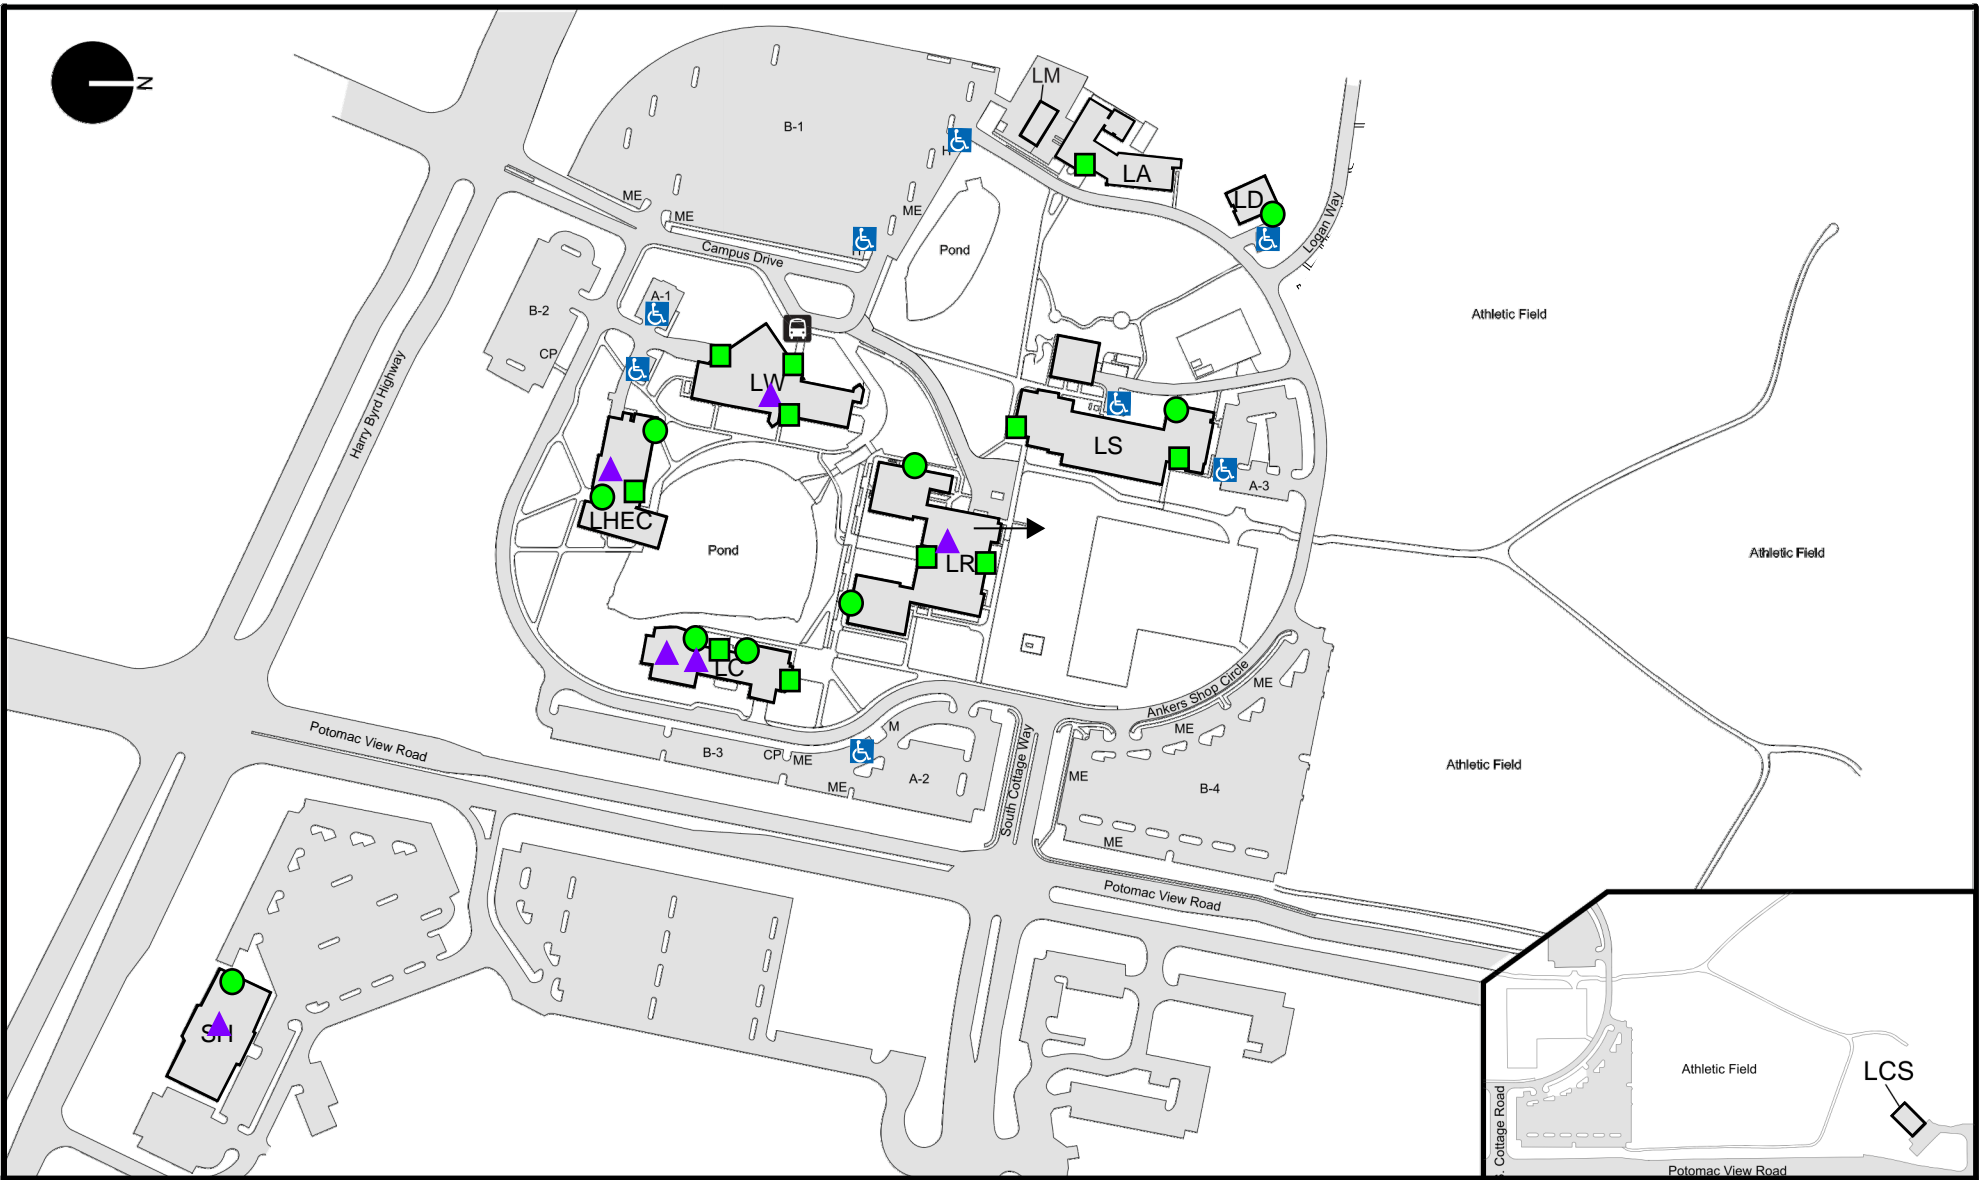 N
LM
B-1
H
LA
ME
LD
ME
ME
Logan Way
Campus Drive
H
Pond
A-1
B-2
Athletic Field
CP
LW
Harry Byrd Highway
LS
A-3
LHEC
Pond
LR
Athletic Field
LC
Ankers Shop Circle
ME
M
ME
Potomac View Road
B-3
CP
ME
A-2
South Cottage Way
ME
Athletic Field
ME
B-4
ME
Potomac View Road
SH
Athletic Field
LCS
S. Cottage Road
Potomac View Road